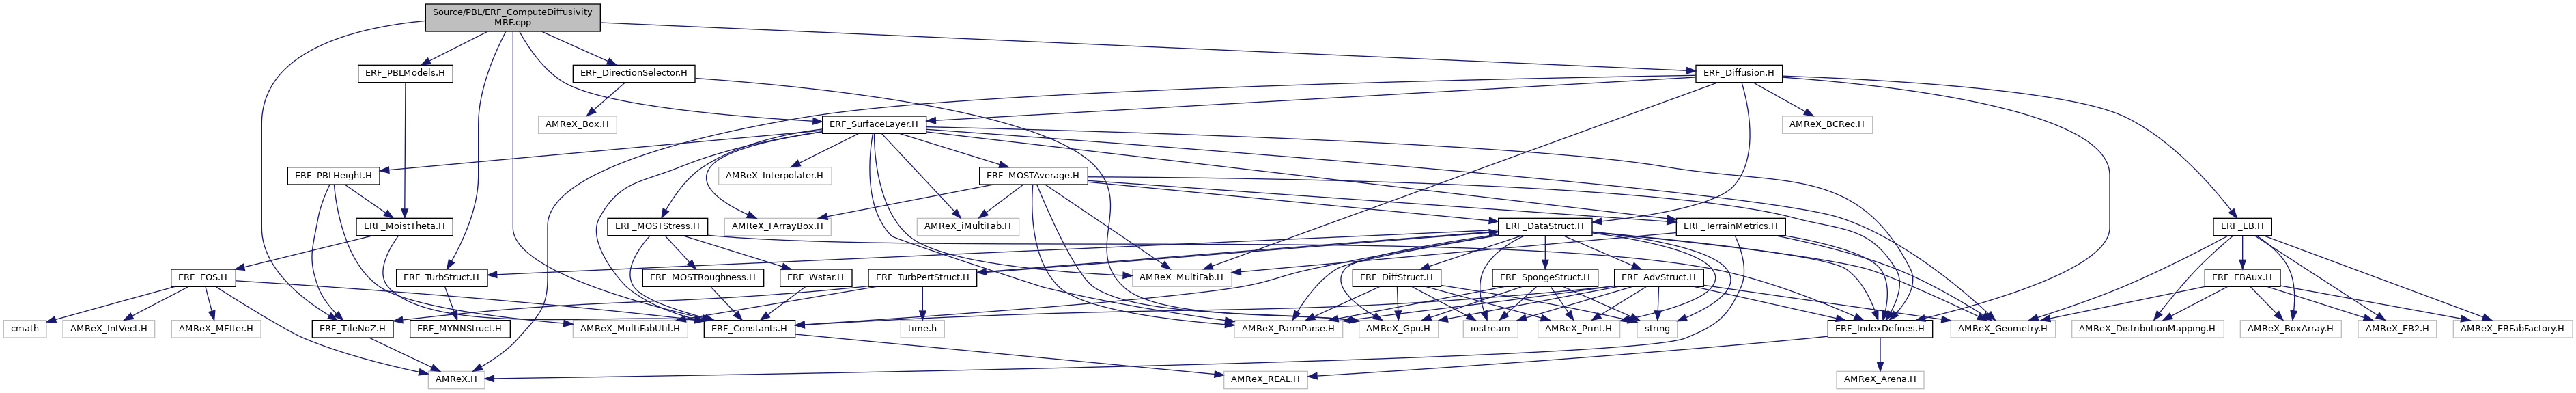 Source/PBL/ERF_ComputeDiffusivity
MRF.cpp
ERF_PBLModels.H
ERF_DirectionSelector.H
ERF_Diffusion.H
AMReX_Box.H
ERF_SurfaceLayer.H
AMReX_BCRec.H
ERF_PBLHeight.H
AMReX_Interpolater.H
ERF_MOSTAverage.H
ERF_MoistTheta.H
ERF_MOSTStress.H
AMReX_FArrayBox.H
AMReX_iMultiFab.H
ERF_DataStruct.H
ERF_TerrainMetrics.H
ERF_EB.H
ERF_EOS.H
ERF_TurbStruct.H
ERF_MOSTRoughness.H
ERF_Wstar.H
ERF_TurbPertStruct.H
AMReX_MultiFab.H
ERF_DiffStruct.H
ERF_SpongeStruct.H
ERF_AdvStruct.H
ERF_EBAux.H
cmath
AMReX_IntVect.H
AMReX_MFIter.H
ERF_TileNoZ.H
ERF_MYNNStruct.H
AMReX_MultiFabUtil.H
ERF_Constants.H
time.h
AMReX_ParmParse.H
AMReX_Gpu.H
iostream
AMReX_Print.H
string
ERF_IndexDefines.H
AMReX_Geometry.H
AMReX_DistributionMapping.H
AMReX_BoxArray.H
AMReX_EB2.H
AMReX_EBFabFactory.H
AMReX.H
AMReX_REAL.H
AMReX_Arena.H